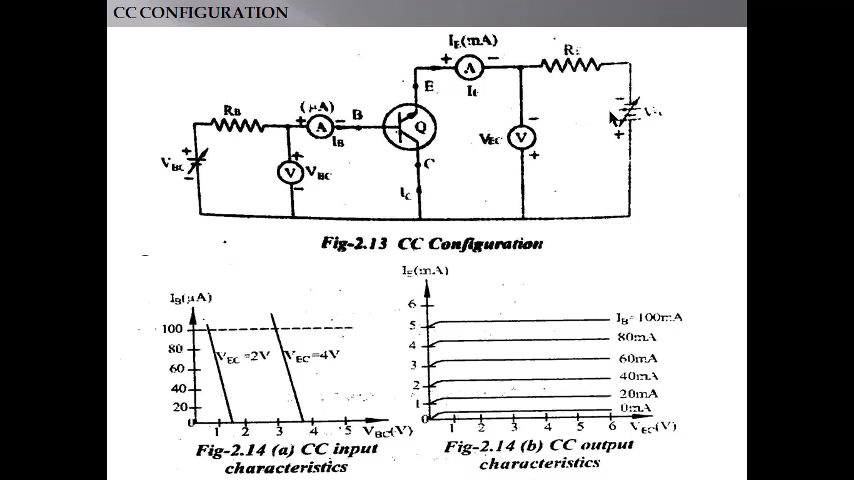 CC CONFIGURATION
IE(mA)
+ A −
IE
RE
E
RB
(μA)
+ A −
IB
B
Q
VEC
V
−
+
−
+
VBC
+
−
V
+
−
VBC
C
IC
Fig-2.13 CC Configuration
IB(μA)
100
80
60
40
20
0
VEC=2V
VEC=4V
1 2 3 4 5 VBC(V)
Fig-2.14 (a) CC input
characteristics
IE(mA)
6
5
4
3
2
1
0
IB=100mA
80mA
60mA
40mA
20mA
0mA
1 2 3 4 5 6 VEC(V)
Fig-2.14 (b) CC output
characteristics